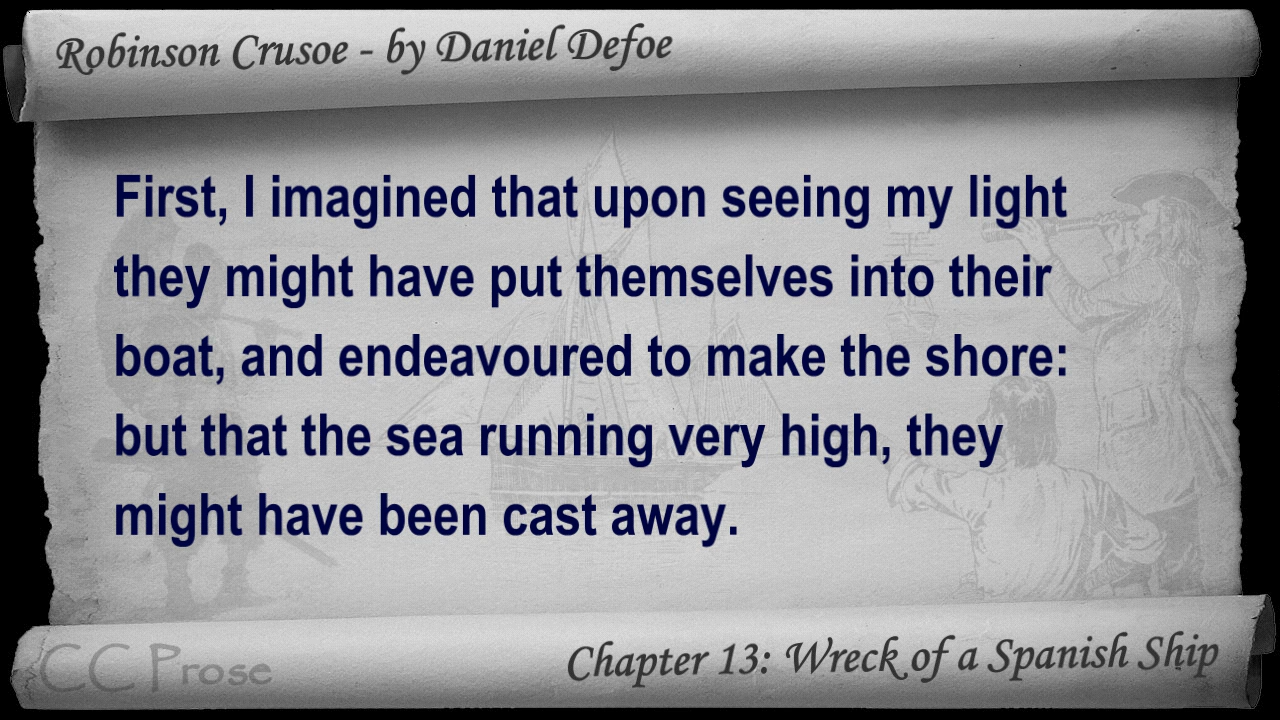 Robinson Crusoe - by Daniel Defoe
First, I imagined that upon seeing my light
they might have put themselves into their
boat, and endeavoured to make the shore:
but that the sea running very high, they
might have been cast away.
CC Prose
Chapter 13: Wreck of a Spanish Ship